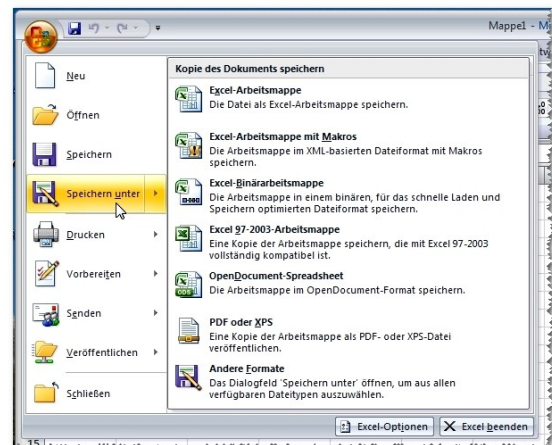 Mappe1 - M
Neu
Öffnen
Speichern
Speichern unter
Drucken
Vorbereiten
Senden
Veröffentlichen
Schließen
Kopie des Dokuments speichern
Excel-Arbeitsmappe
Die Datei als Excel-Arbeitsmappe speichern.
Excel-Arbeitsmappe mit Makros
Die Arbeitsmappe im XML-basierten Dateiformat mit Makros
speichern.
Excel-Binärarbeitsmappe
Die Arbeitsmappe in einem binären, für das schnelle Laden und
Speichern optimierten Dateiformat speichern.
Excel 97-2003-Arbeitsmappe
Eine Kopie der Arbeitsmappe speichern, die mit Excel 97-2003
vollständig kompatibel ist.
OpenDocument-Spreadsheet
Die Arbeitsmappe im OpenDocument-Format speichern.
ODS
PDF oder XPS
Eine Kopie der Arbeitsmappe als PDF- oder XPS-Datei
veröffentlichen.
Andere Formate
Das Dialogfeld 'Speichern unter' öffnen, um aus allen
verfügbaren Dateitypen auszuwählen.
Excel-Optionen
Excel beenden
15